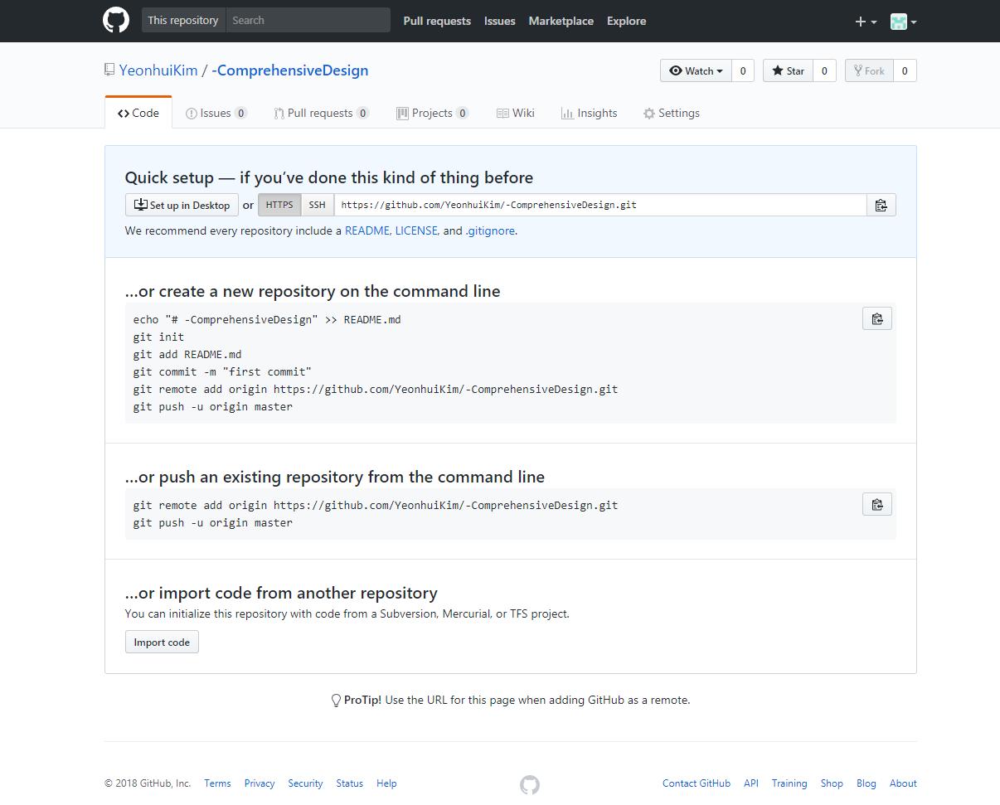 This repository Search Pull requests Issues Marketplace Explore
YeonhuiKim / -ComprehensiveDesign Watch 0 Star 0 Fork 0
Code Issues 0 Pull requests 0 Projects 0 Wiki Insights Settings
Quick setup — if you’ve done this kind of thing before
Set up in Desktop or HTTPS SSH https://github.com/YeonhuiKim/-ComprehensiveDesign.git
We recommend every repository include a README, LICENSE, and .gitignore.
…or create a new repository on the command line
echo "# -ComprehensiveDesign" >> README.md
git init
git add README.md
git commit -m "first commit"
git remote add origin https://github.com/YeonhuiKim/-ComprehensiveDesign.git
git push -u origin master
…or push an existing repository from the command line
git remote add origin https://github.com/YeonhuiKim/-ComprehensiveDesign.git
git push -u origin master
…or import code from another repository
You can initialize this repository with code from a Subversion, Mercurial, or TFS project.
Import code
ProTip! Use the URL for this page when adding GitHub as a remote.
© 2018 GitHub, Inc. Terms Privacy Security Status Help Contact GitHub API Training Shop Blog About